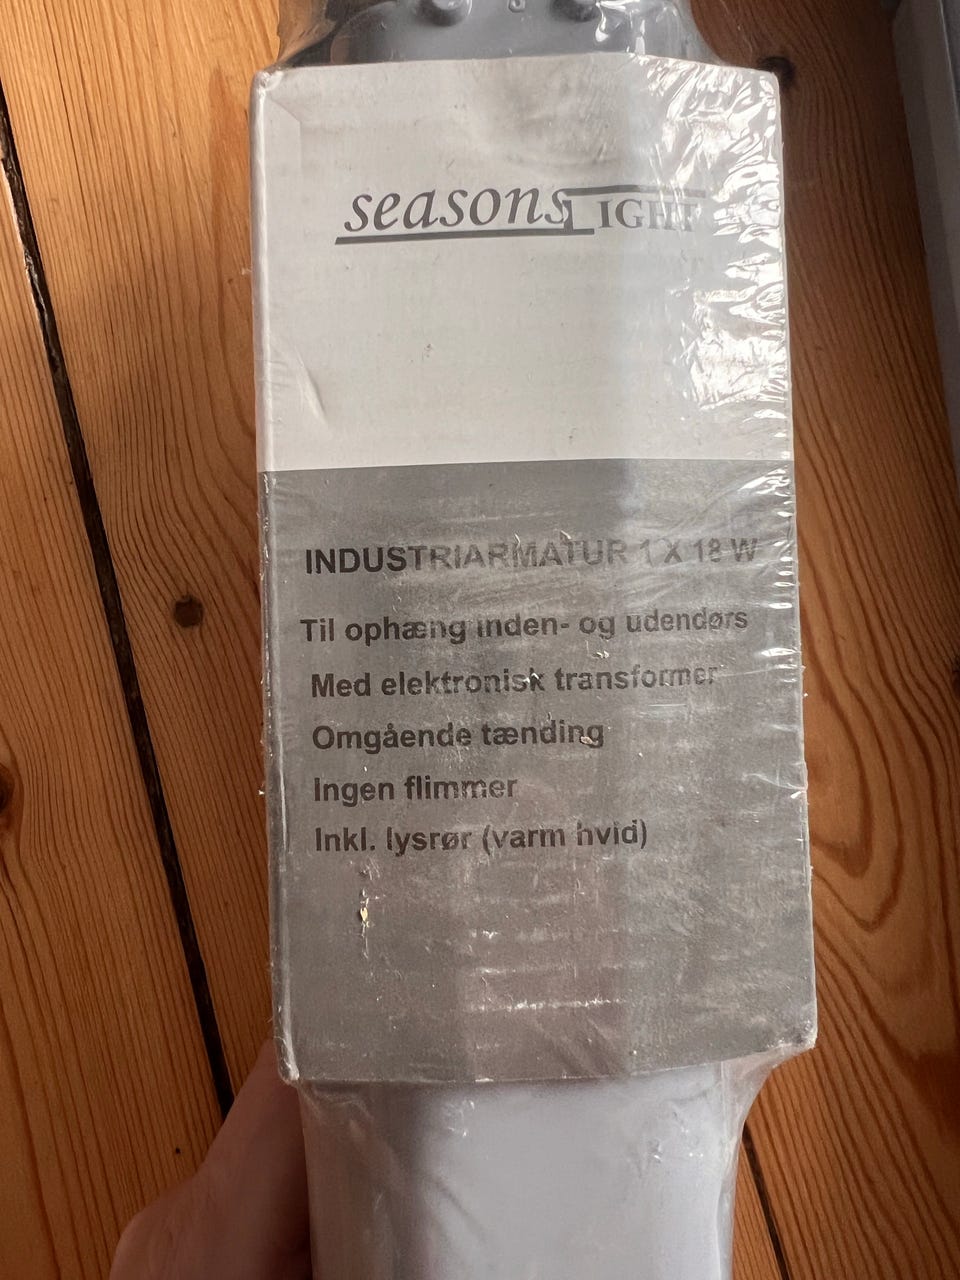 seasons LIGHT
INDUSTRIARMATUR 1 X 18 W
Til ophæng inden- og udendørs
Med elektronisk transformer
Omgående tænding
Ingen flimmer
Inkl. lysrør (varm hvid)